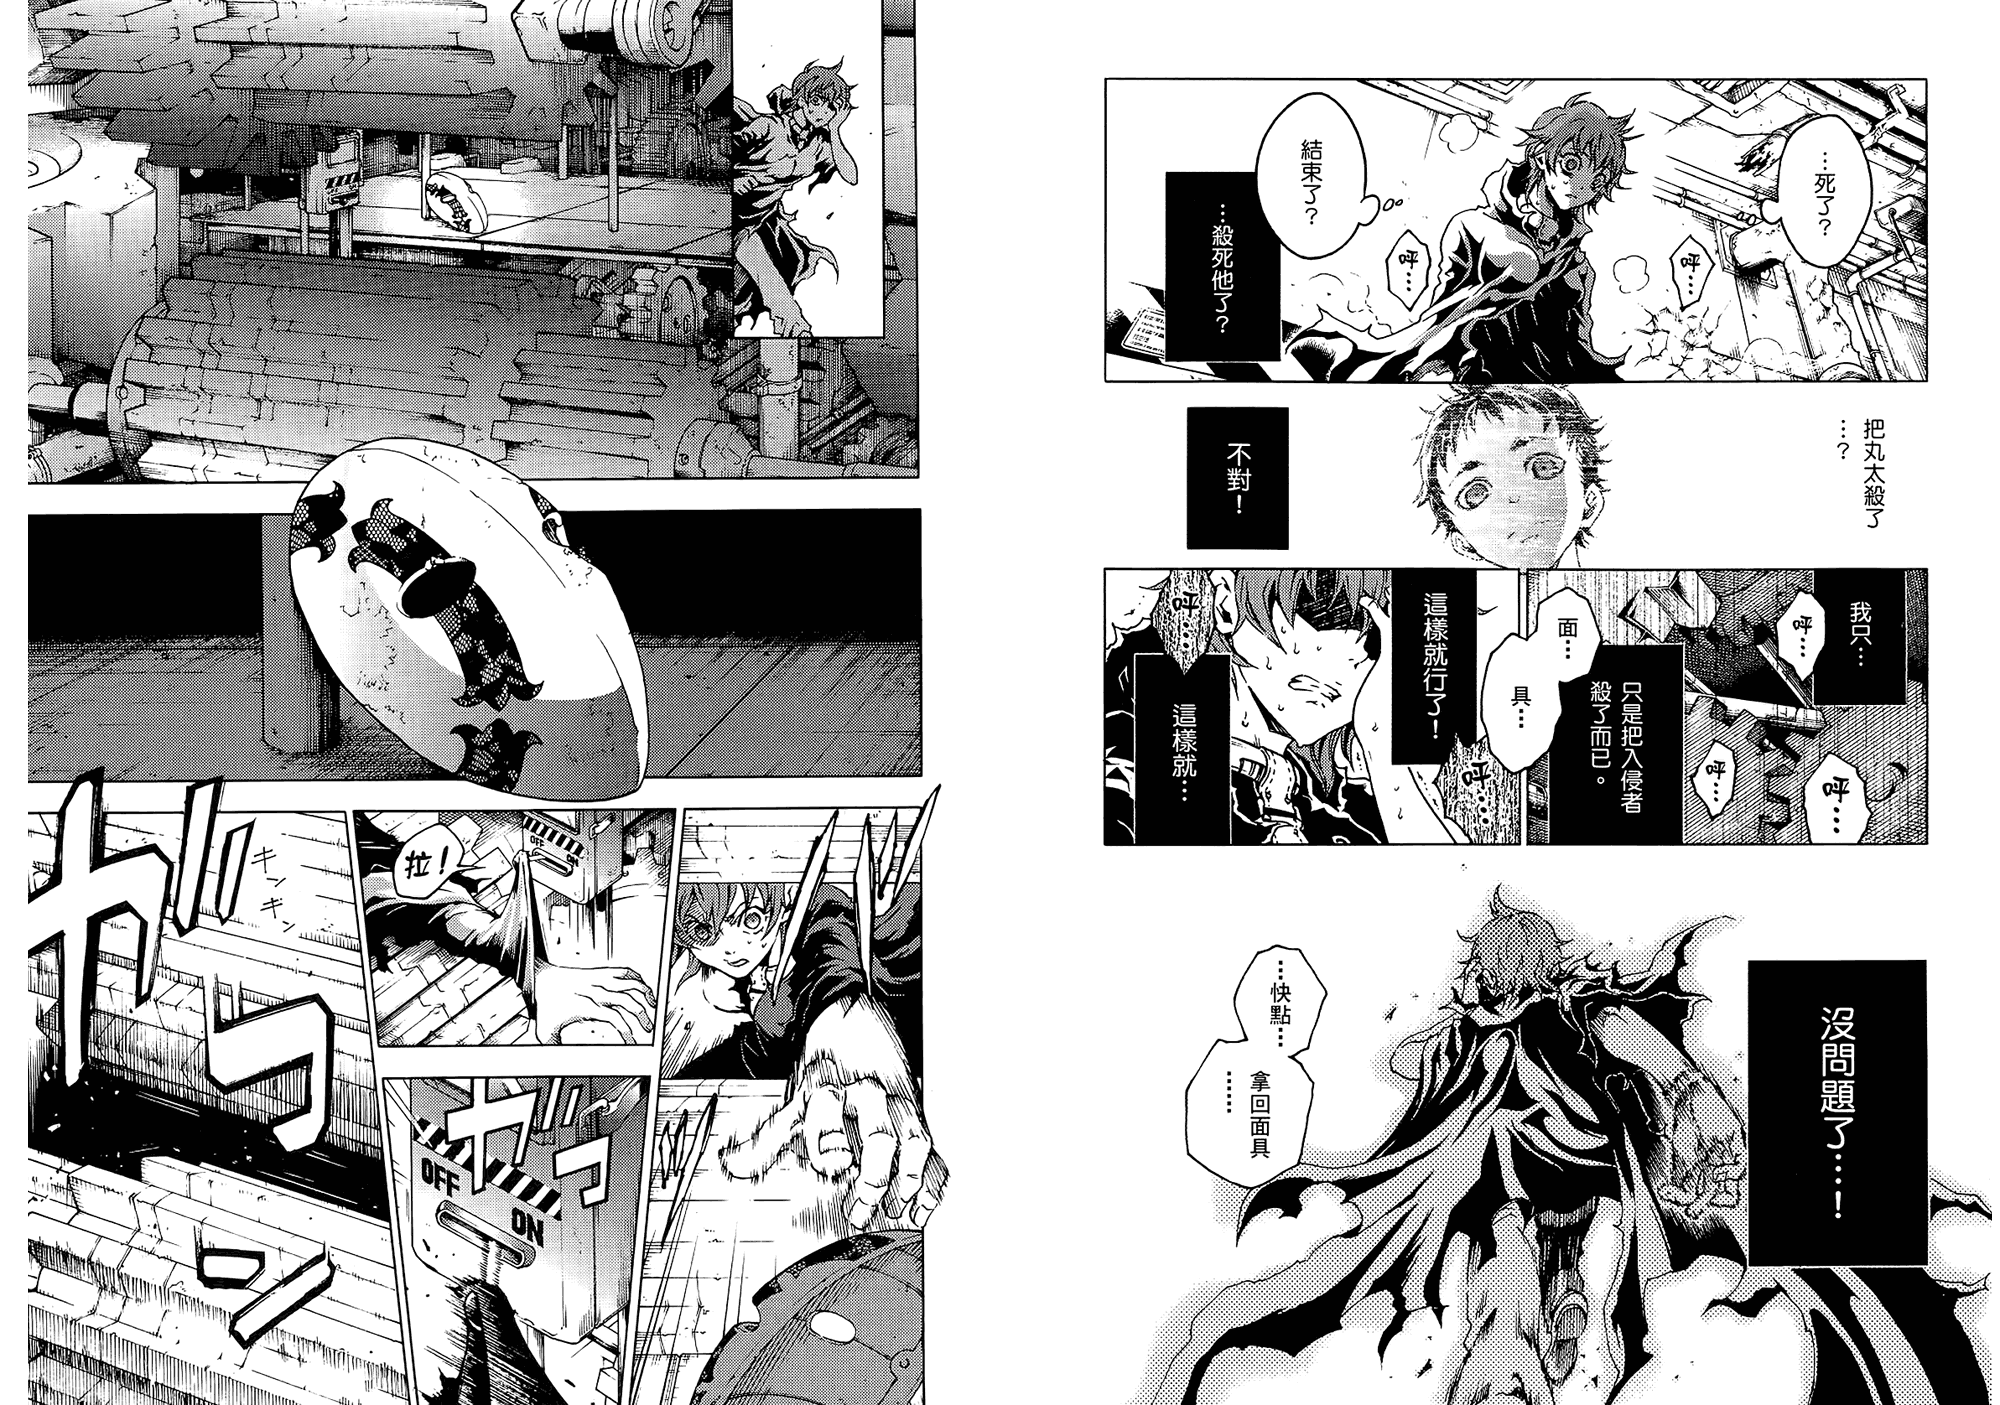 …死了？
結束了？
呼…
呼…
…殺死他了？
把丸太殺了
…？
不對！
我只…
呼…
呼…
呼…
面…
具…
只是把入侵者
殺了而已。
這樣就行了！
呼…
呼…
這樣就…
沒問題了……！
……快點……
拿回面具
……
拉！
OFF
ON
OFF
ON
ガッ
キン
キン
ガラン